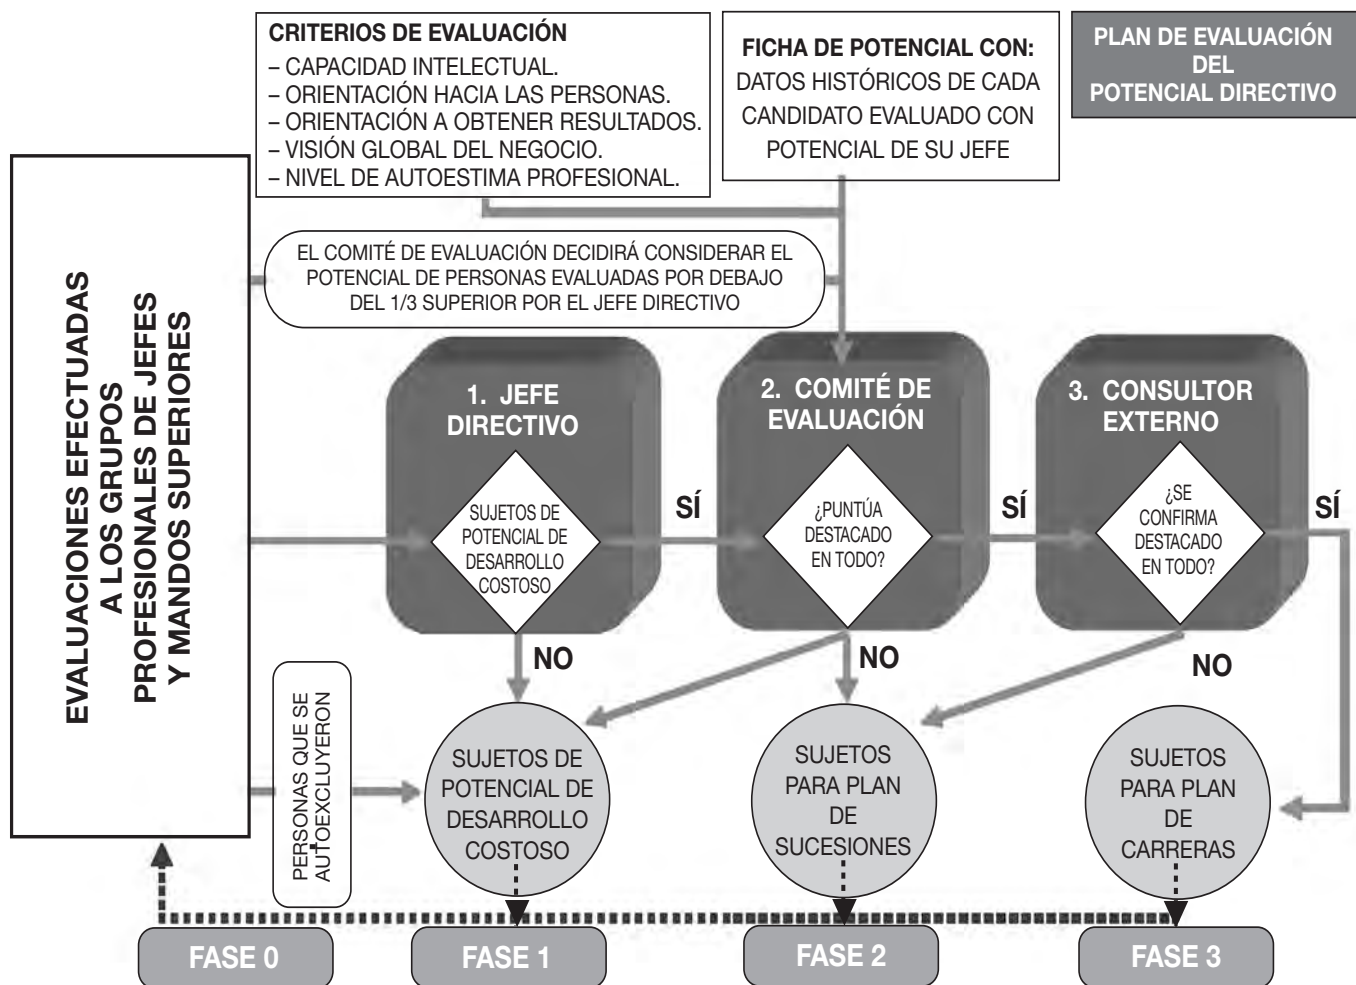 CRITERIOS DE EVALUACIÓN
– CAPACIDAD INTELECTUAL.
– ORIENTACIÓN HACIA LAS PERSONAS.
– ORIENTACIÓN A OBTENER RESULTADOS.
– VISIÓN GLOBAL DEL NEGOCIO.
– NIVEL DE AUTOESTIMA PROFESIONAL.
FICHA DE POTENCIAL CON:
DATOS HISTÓRICOS DE CADA
CANDIDATO EVALUADO CON
POTENCIAL DE SU JEFE
PLAN DE EVALUACIÓN
DEL
POTENCIAL DIRECTIVO
EVALUACIONES EFECTUADAS
A LOS GRUPOS
PROFESIONALES DE JEFES
Y MANDOS SUPERIORES
EL COMITÉ DE EVALUACIÓN DECIDIRÁ CONSIDERAR EL
POTENCIAL DE PERSONAS EVALUADAS POR DEBAJO
DEL 1/3 SUPERIOR POR EL JEFE DIRECTIVO
1. JEFE
DIRECTIVO
SUJETOS DE
POTENCIAL DE
DESARROLLO
COSTOSO
SÍ
NO
2. COMITÉ DE
EVALUACIÓN
¿PUNTÚA
DESTACADO
EN TODO?
SÍ
NO
3. CONSULTOR
EXTERNO
¿SE
CONFIRMA
DESTACADO
EN TODO?
SÍ
NO
PERSONAS QUE SE
AUTOEXCLUYERON
SUJETOS DE
POTENCIAL DE
DESARROLLO
COSTOSO
SUJETOS
PARA PLAN
DE
SUCESIONES
SUJETOS
PARA PLAN
DE
CARRERAS
FASE 0
FASE 1
FASE 2
FASE 3